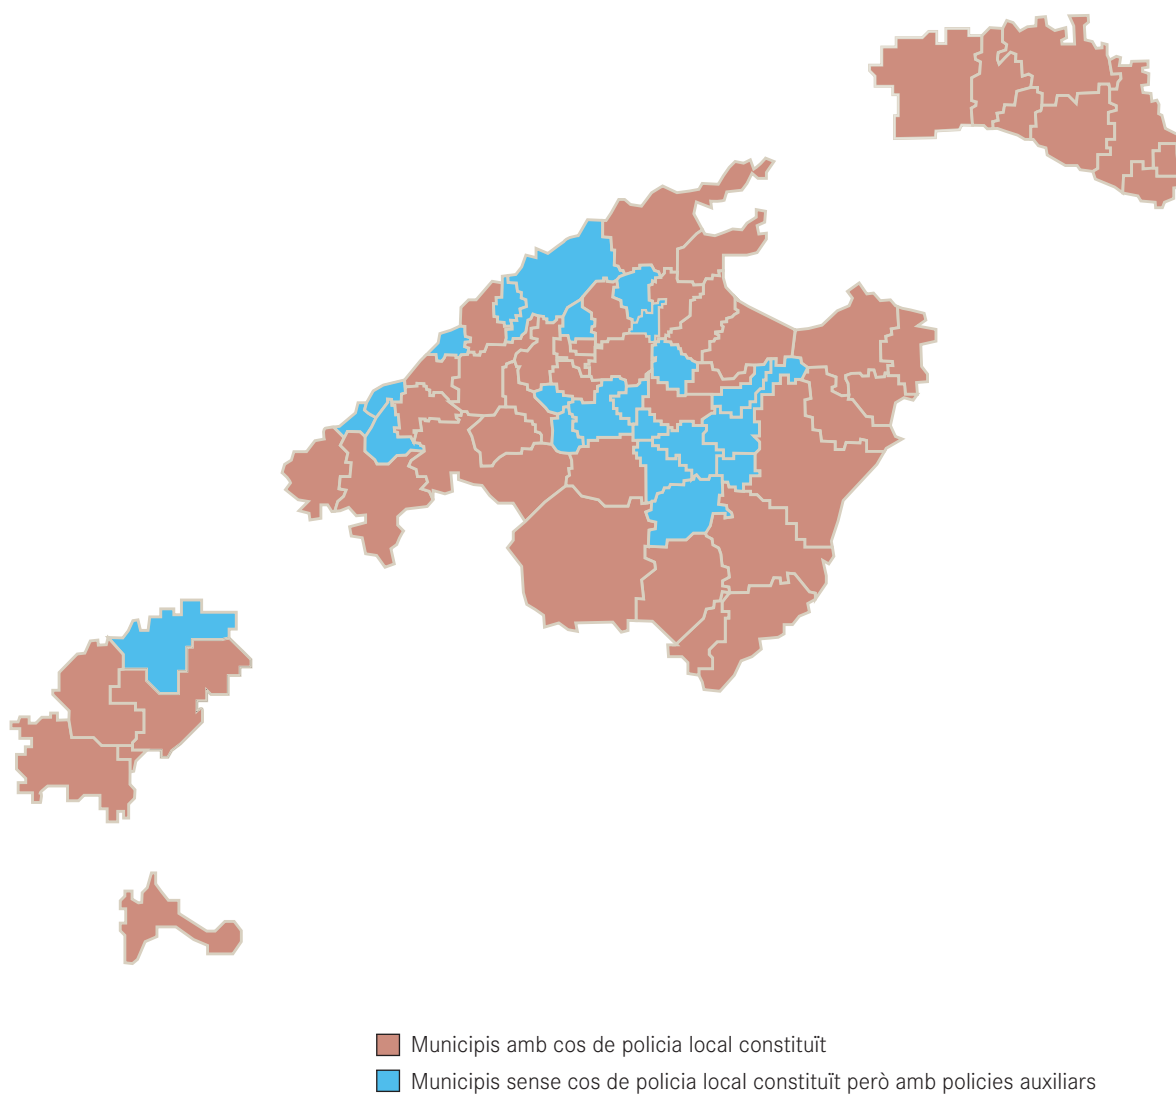 Municipis amb cos de policia local constituït
Municipis sense cos de policia local constituït però amb policies auxiliars